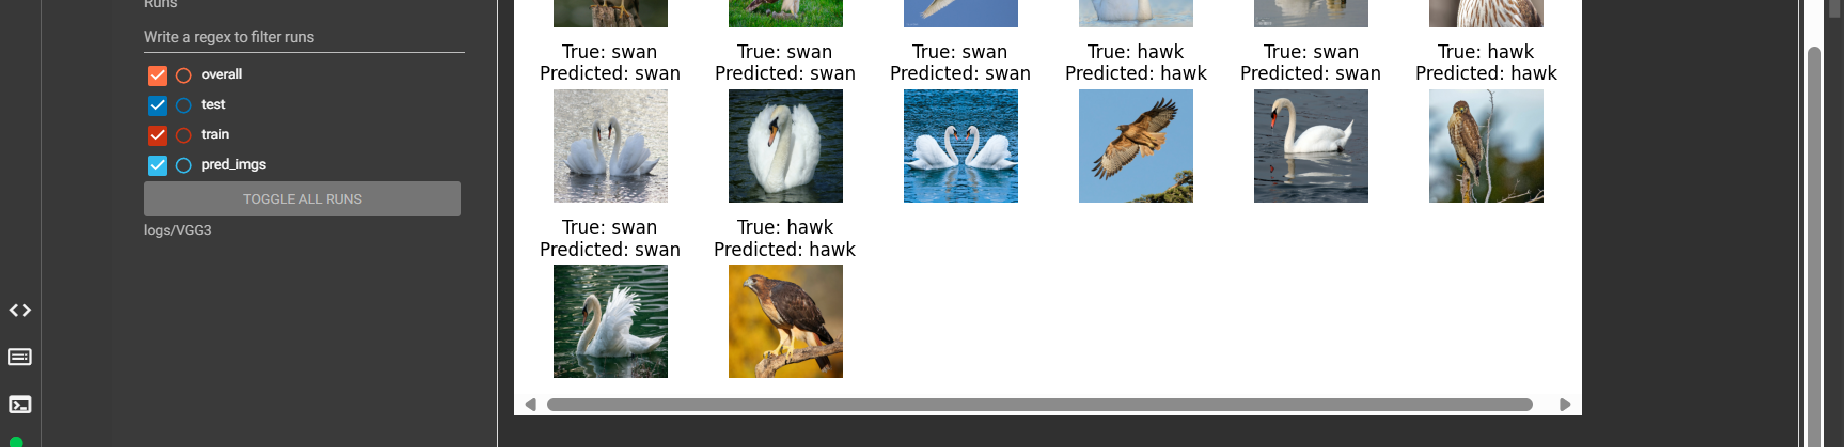 Runs
Write a regex to filter runs
overall
test
train
pred_imgs
TOGGLE ALL RUNS
logs/VGG3
True: swan
Predicted: swan
True: swan
Predicted: swan
True: swan
Predicted: swan
True: hawk
Predicted: hawk
True: swan
Predicted: swan
True: hawk
Predicted: hawk
True: swan
Predicted: swan
True: hawk
Predicted: hawk